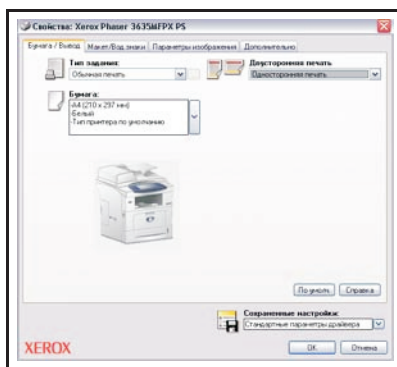 Свойства: Xerox Phaser 3635MFPX PS
Бумага / Вывод Макет/Вод.знаки Параметры изображения Дополнительно
Тип задания: Двусторонняя печать
Обычная печать Односторонняя печать
Бумага:
-A4 (210 x 297 мм)
-Белый
-Тип принтера по умолчанию
По умолч. Справка
Сохраненные настройки:
Стандартные параметры драйвера
XEROX OK Отмена